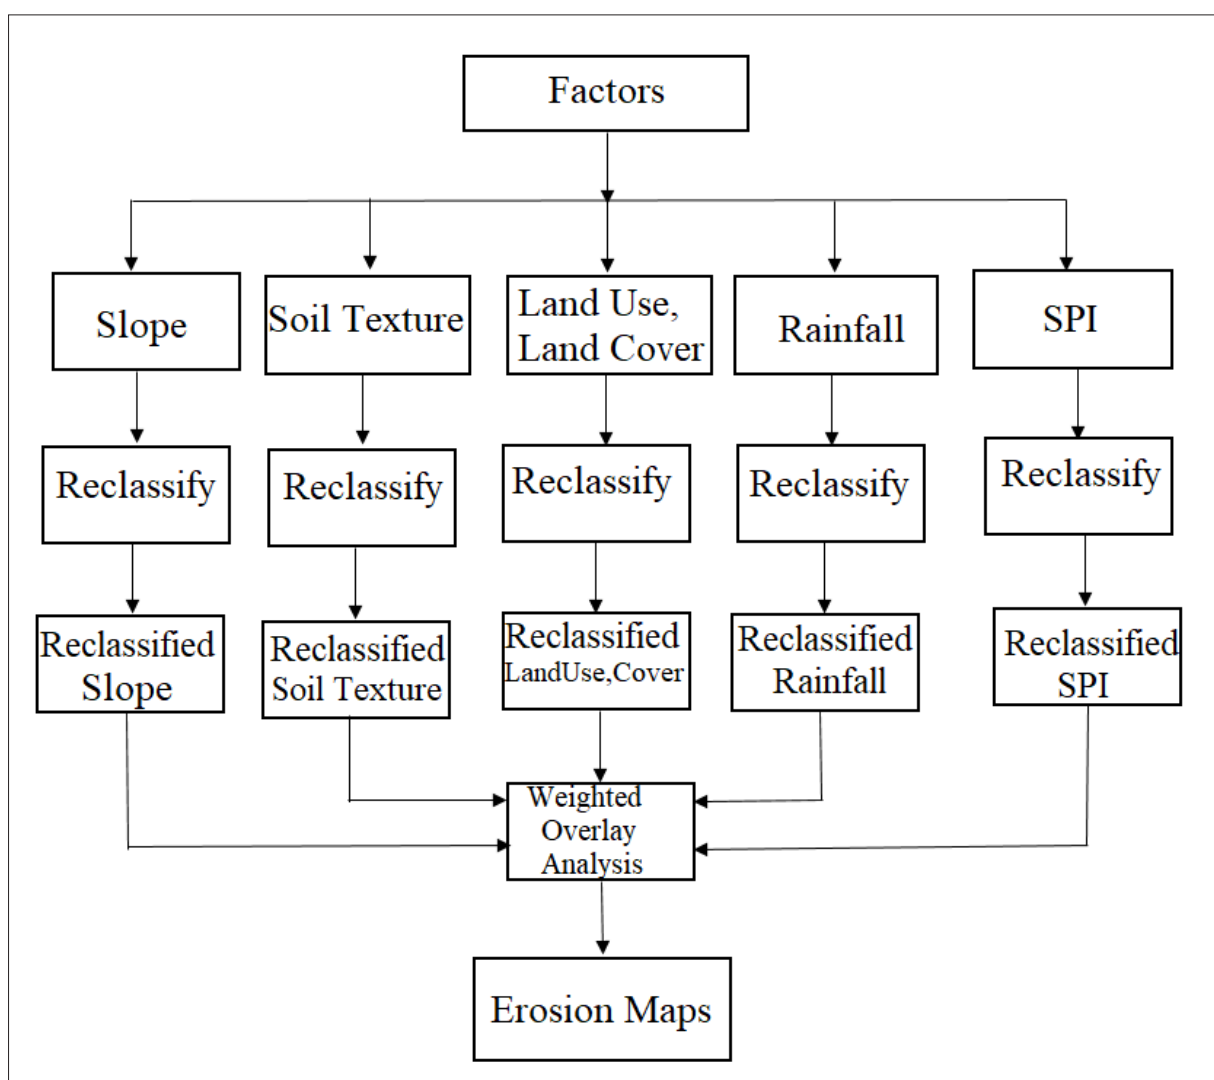 Factors
Slope
Soil Texture
Land Use,
Land Cover
Rainfall
SPI
Reclassify
Reclassify
Reclassify
Reclassify
Reclassify
Reclassified
Slope
Reclassified
Soil Texture
Reclassified
LandUse,Cover
Reclassified
Rainfall
Reclassified
SPI
Weighted
Overlay
Analysis
Erosion Maps